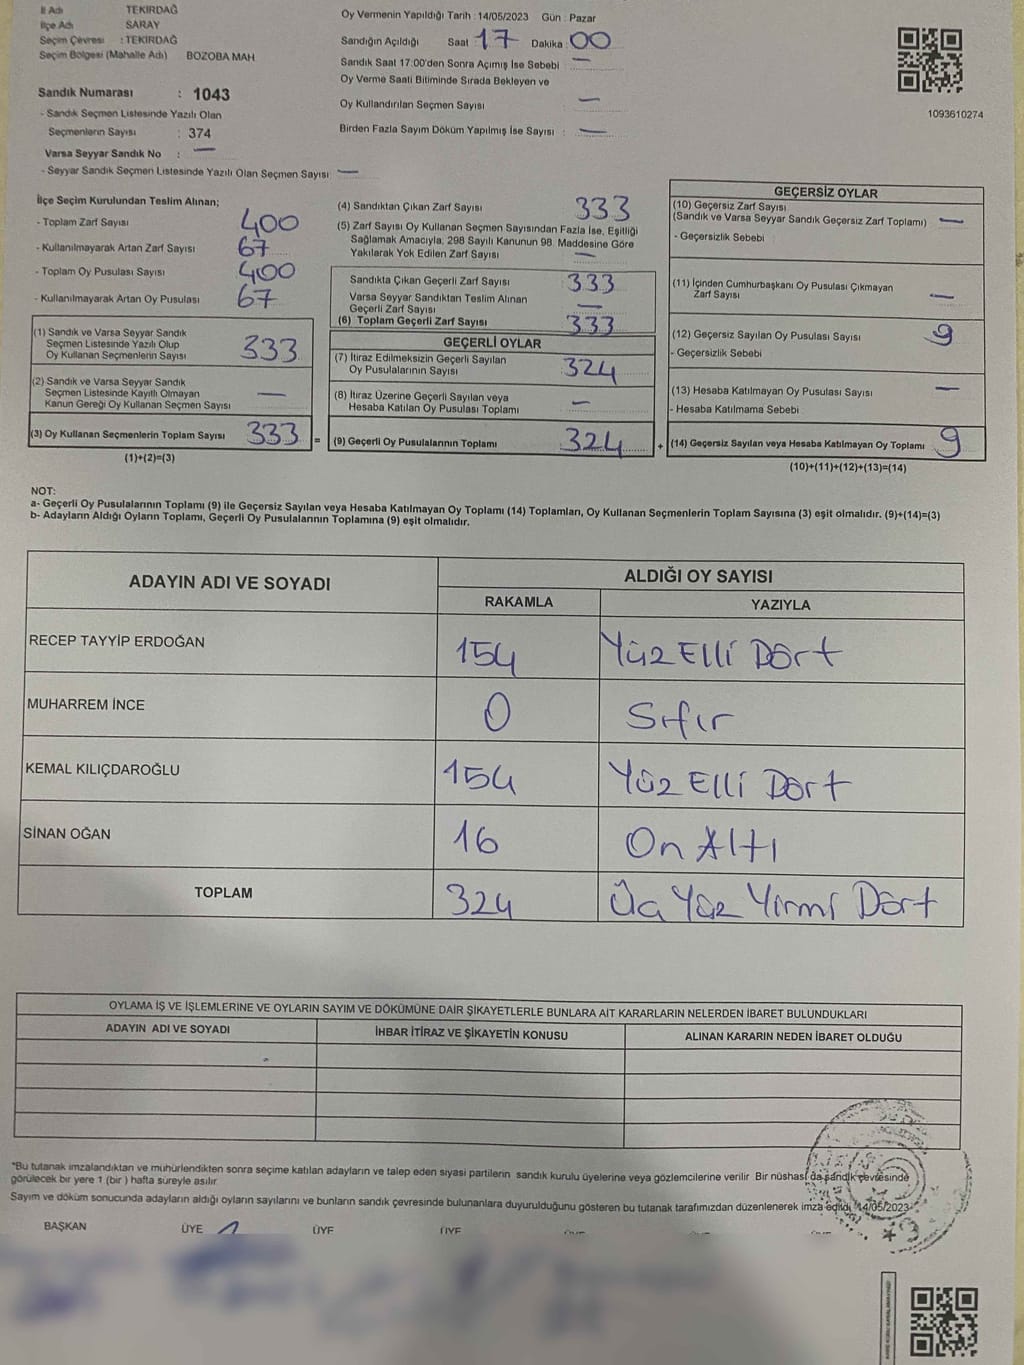 İl Adı TEKİRDAĞ
İlçe Adı SARAY
Seçim Çevresi : TEKİRDAĞ
Seçim Bölgesi (Mahalle Adı) BOZOBA MAH
Sandık Numarası : 1043
- Sandık Seçmen Listesinde Yazılı Olan
Seçmenlerin Sayısı : 374
Varsa Seyyar Sandık No : —
- Seyyar Sandık Seçmen Listesinde Yazılı Olan Seçmen Sayısı —
Oy Vermenin Yapıldığı Tarih : 14/05/2023 Gün : Pazar
Sandığın Açıldığı Saat : 17 Dakika : 00
Sandık Saat 17:00'den Sonra Açımış İse Sebebi —
Oy Verme Saati Bitiminde Sırada Bekleyen ve
Oy Kullandırılan Seçmen Sayısı —
Birden Fazla Sayım Döküm Yapılmış İse Sayısı : —
1093610274
İlçe Seçim Kurulundan Teslim Alınan;
- Toplam Zarf Sayısı 400
- Kullanılmayarak Artan Zarf Sayısı 67
- Toplam Oy Pusulası Sayısı 400
- Kullanılmayarak Artan Oy Pusulası 67
(1) Sandık ve Varsa Seyyar Sandık
Seçmen Listesinde Yazılı Olup
Oy Kullanan Seçmenlerin Sayısı 333
(2) Sandık ve Varsa Seyyar Sandık
Seçmen Listesinde Kayıtlı Olmayan
Kanun Gereği Oy Kullanan Seçmen Sayısı —
(3) Oy Kullanan Seçmenlerin Toplam Sayısı 333 =
(1)+(2)=(3)
(4) Sandıktan Çıkan Zarf Sayısı 333
(5) Zarf Sayısı Oy Kullanan Seçmen Sayısından Fazla İse, Eşitliği
Sağlamak Amacıyla; 298 Sayılı Kanunun 98. Maddesine Göre
Yakılarak Yok Edilen Zarf Sayısı —
Sandıkta Çıkan Geçerli Zarf Sayısı 333
Varsa Seyyar Sandıktan Teslim Alınan
Geçerli Zarf Sayısı —
(6) Toplam Geçerli Zarf Sayısı 333
GEÇERLİ OYLAR
(7) İtiraz Edilmeksizin Geçerli Sayılan
Oy Pusulalarının Sayısı 324
(8) İtiraz Üzerine Geçerli Sayılan veya
Hesaba Katılan Oy Pusulası Toplamı —
(9) Geçerli Oy Pusulalarının Toplamı 324 +
GEÇERSİZ OYLAR
(10) Geçersiz Zarf Sayısı
(Sandık ve Varsa Seyyar Sandık Geçersiz Zarf Toplamı) —
- Geçersizlik Sebebi
(11) İçinden Cumhurbaşkanı Oy Pusulası Çıkmayan
Zarf Sayısı —
(12) Geçersiz Sayılan Oy Pusulası Sayısı 9
- Geçersizlik Sebebi
(13) Hesaba Katılmayan Oy Pusulası Sayısı —
- Hesaba Katılmama Sebebi
(14) Geçersiz Sayılan veya Hesaba Katılmayan Oy Toplamı 9
(10)+(11)+(12)+(13)=(14)
NOT:
a- Geçerli Oy Pusulalarının Toplamı (9) ile Geçersiz Sayılan veya Hesaba Katılmayan Oy Toplamı (14) Toplamları, Oy Kullanan Seçmenlerin Toplam Sayısına (3) eşit olmalıdır. (9)+(14)=(3)
b- Adayların Aldığı Oyların Toplamı, Geçerli Oy Pusulalarının Toplamına (9) eşit olmalıdır.
ADAYIN ADI VE SOYADI ALDIĞI OY SAYISI
RAKAMLA YAZIYLA
RECEP TAYYİP ERDOĞAN 154 Yüz Elli Dört
MUHARREM İNCE 0 Sıfır
KEMAL KILIÇDAROĞLU 154 Yüz Elli Dört
SİNAN OĞAN 16 On Altı
TOPLAM 324 Üç Yüz Yirmi Dört
OYLAMA İŞ VE İŞLEMLERİNE VE OYLARIN SAYIM VE DÖKÜMÜNE DAİR ŞİKAYETLERLE BUNLARA AİT KARARLARIN NELERDEN İBARET BULUNDUKLARI
ADAYIN ADI VE SOYADI İHBAR İTİRAZ VE ŞİKAYETİN KONUSU ALINAN KARARIN NEDEN İBARET OLDUĞU
*Bu tutanak imzalandıktan ve mühürlendikten sonra seçime katılan adayların ve talep eden siyasi partilerin sandık kurulu üyelerine veya gözlemcilerine verilir. Bir nüshası da sandık çevresinde
görülecek bir yere 1 (bir) hafta süreyle asılır.
Sayım ve döküm sonucunda adayların aldığı oyların sayılarını ve bunların sandık çevresinde bulunanlara duyurulduğunu gösteren bu tutanak tarafımızdan düzenlenerek imza edildi. 14/05/2023
BAŞKAN ÜYE ÜYE ÜYE